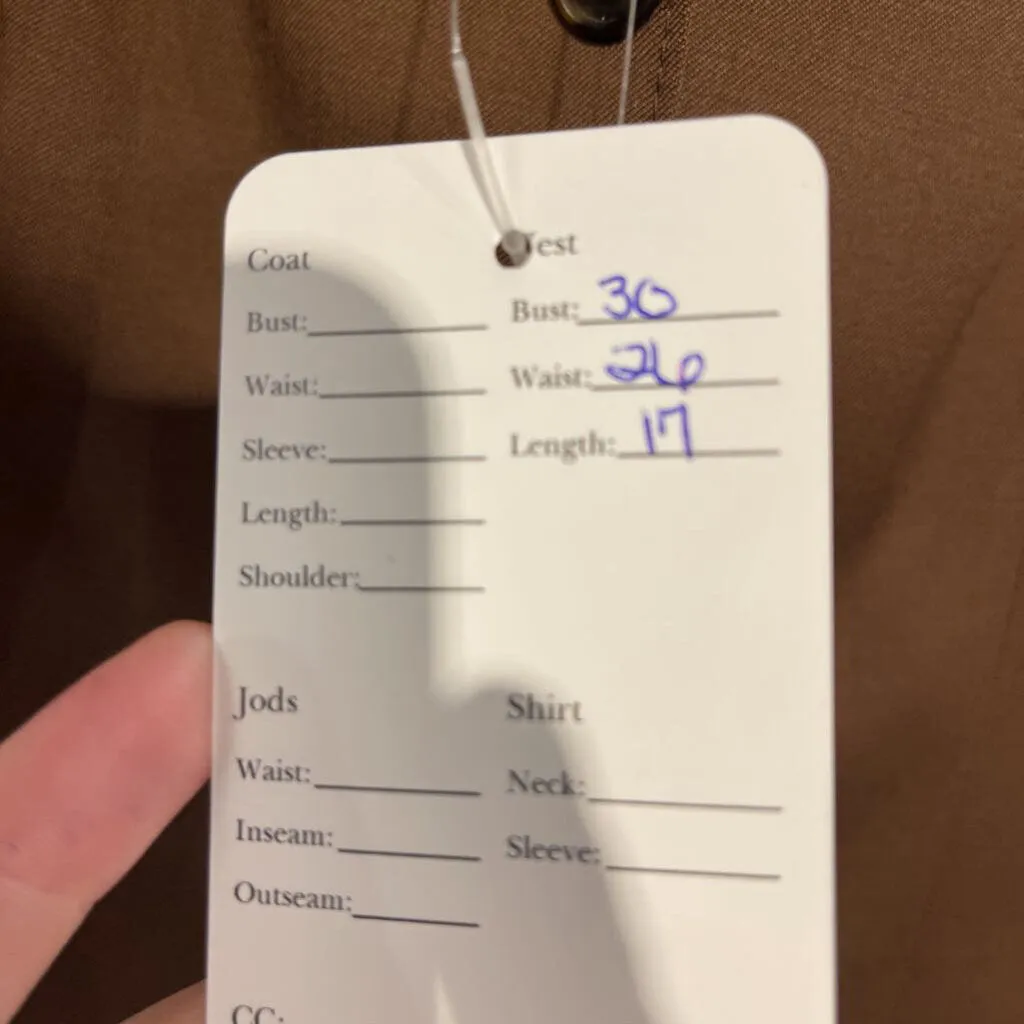 Coat
Bust:
Waist:
Sleeve:
Length:
Shoulder:
Vest
Bust: 30
Waist: 26
Length: 17
Jods
Waist:
Inseam:
Outseam:
Shirt
Neck:
Sleeve:
CC: